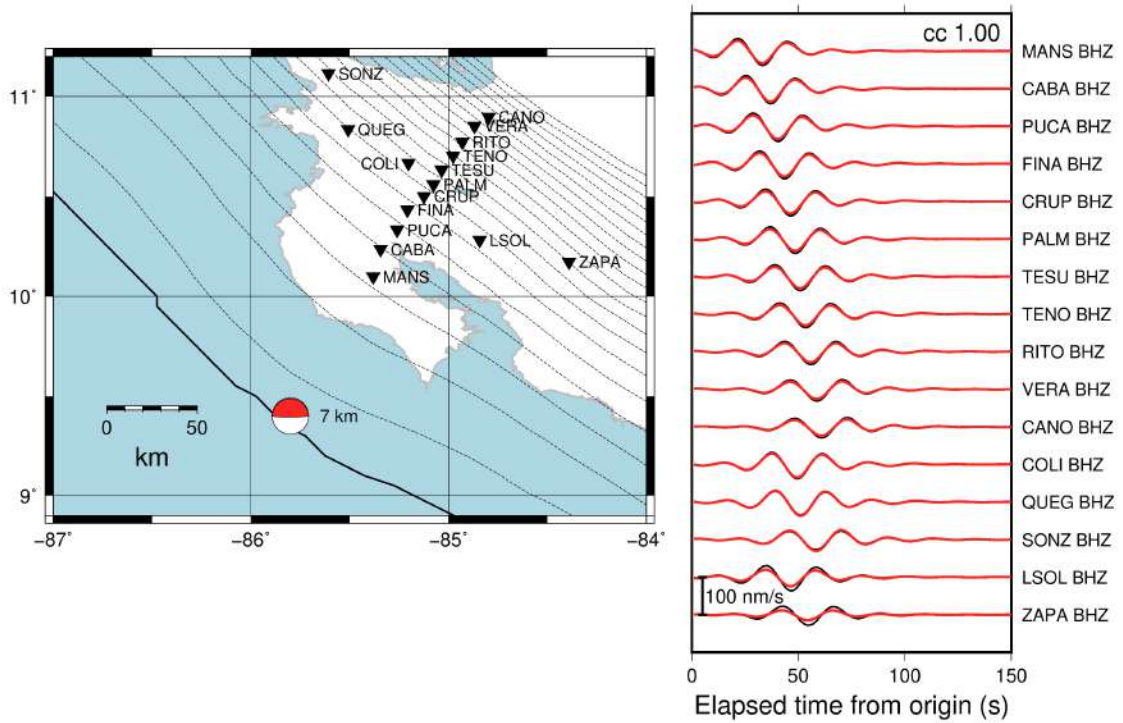 11°
10°
9°
−87°
−86°
−85°
−84°
SONZ
CANO
VERA
QUEG
RITO
TENO
COLI
TESU
PALM
CRUP
FINA
PUCA
LSOL
CABA
ZAPA
MANS
7 km
0 50
km
cc 1.00
MANS BHZ
CABA BHZ
PUCA BHZ
FINA BHZ
CRUP BHZ
PALM BHZ
TESU BHZ
TENO BHZ
RITO BHZ
VERA BHZ
CANO BHZ
COLI BHZ
QUEG BHZ
SONZ BHZ
LSOL BHZ
100 nm/s
ZAPA BHZ
0 50 100 150
Elapsed time from origin (s)